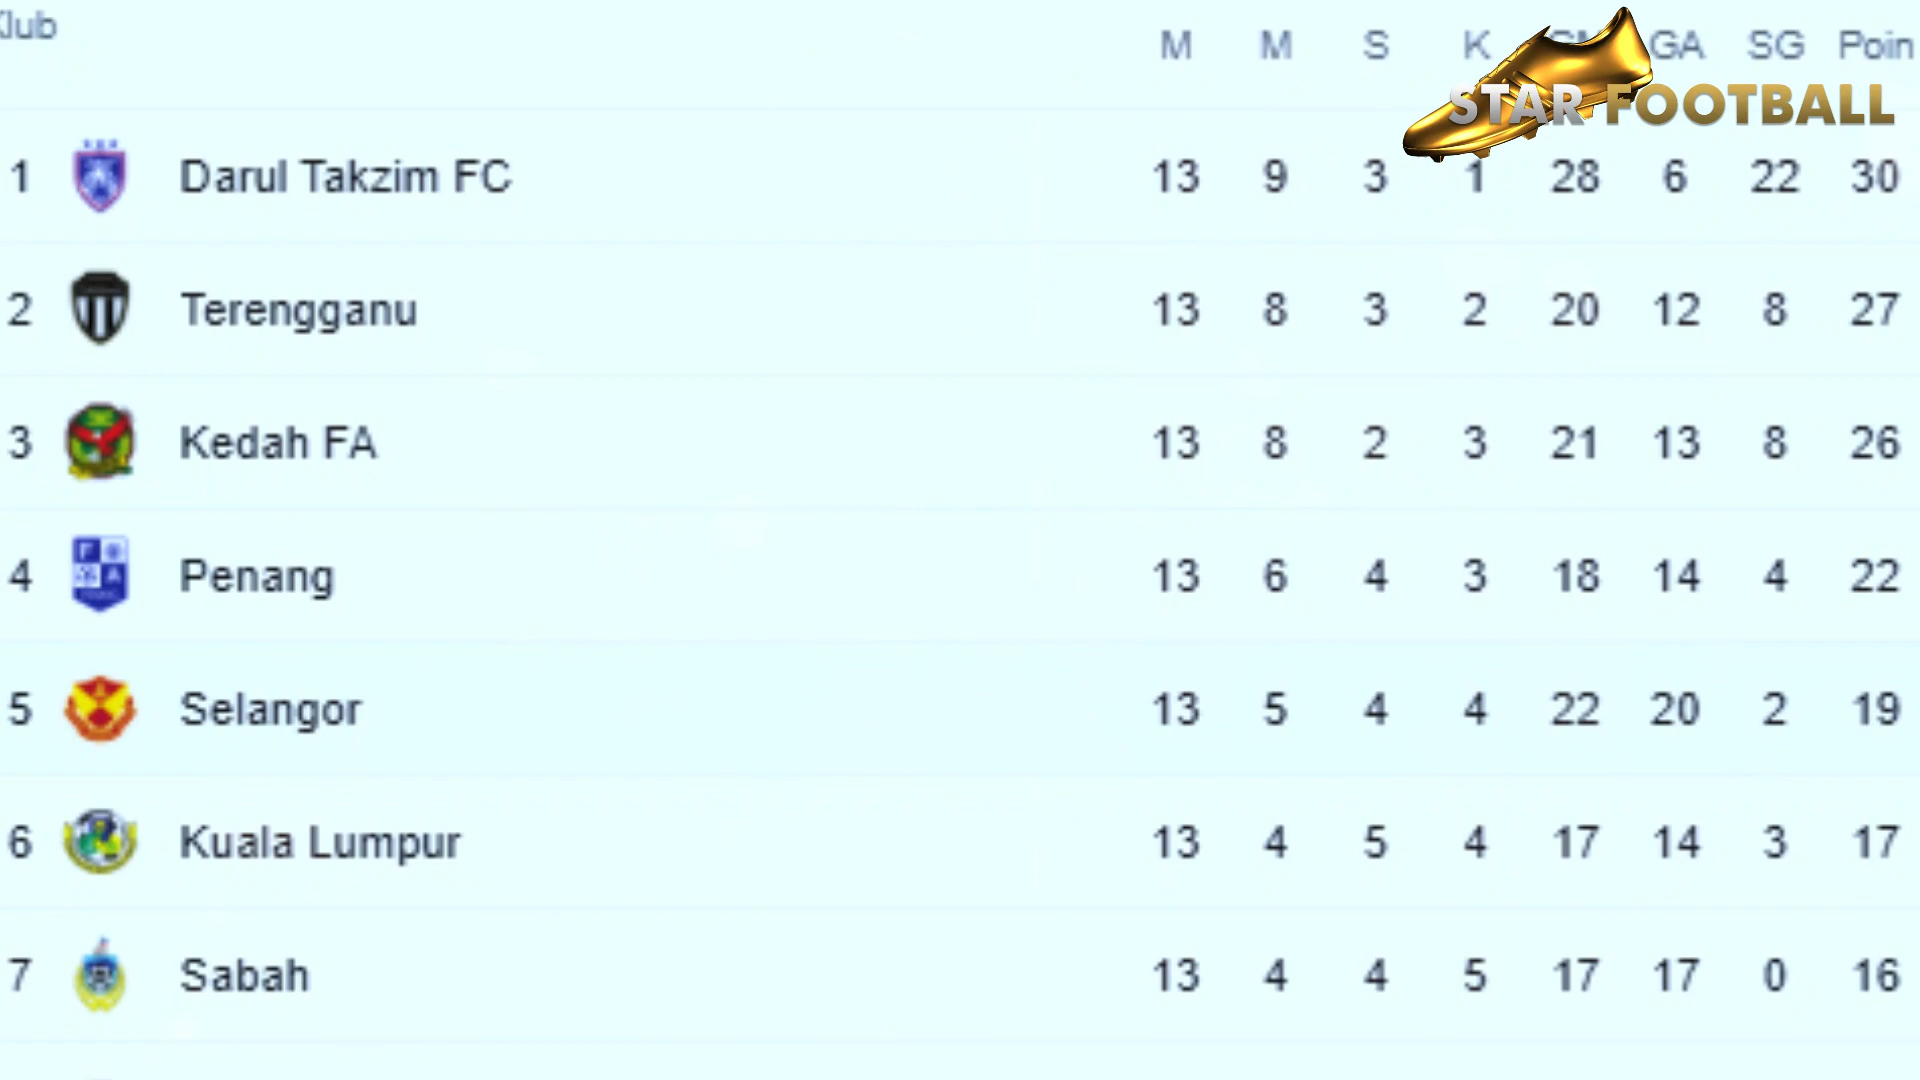 Klub M M S K GM GA SG Poin
STAR FOOTBALL
1 Darul Takzim FC 13 9 3 1 28 6 22 30
2 Terengganu 13 8 3 2 20 12 8 27
3 Kedah FA 13 8 2 3 21 13 8 26
4 Penang 13 6 4 3 18 14 4 22
5 Selangor 13 5 4 4 22 20 2 19
6 Kuala Lumpur 13 4 5 4 17 14 3 17
7 Sabah 13 4 4 5 17 17 0 16